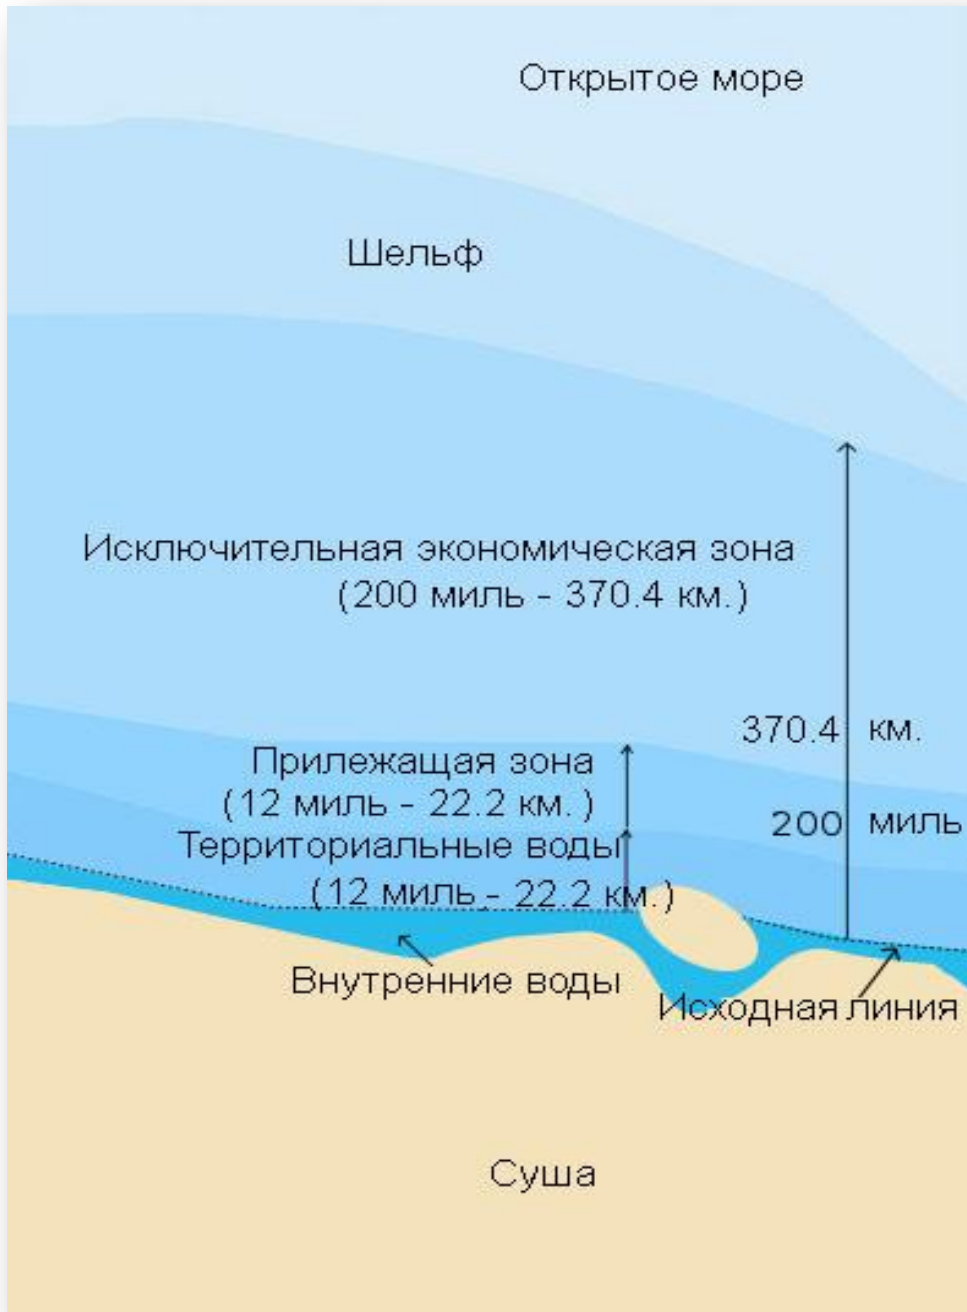 Открытое море
Шельф
Исключительная экономическая зона
(200 миль - 370.4 км.)
370.4 км.
Прилежащая зона
(12 миль - 22.2 км.)
200 миль
Территориальные воды
(12 миль - 22.2 км.)
Внутренние воды
Исходная линия
Суша